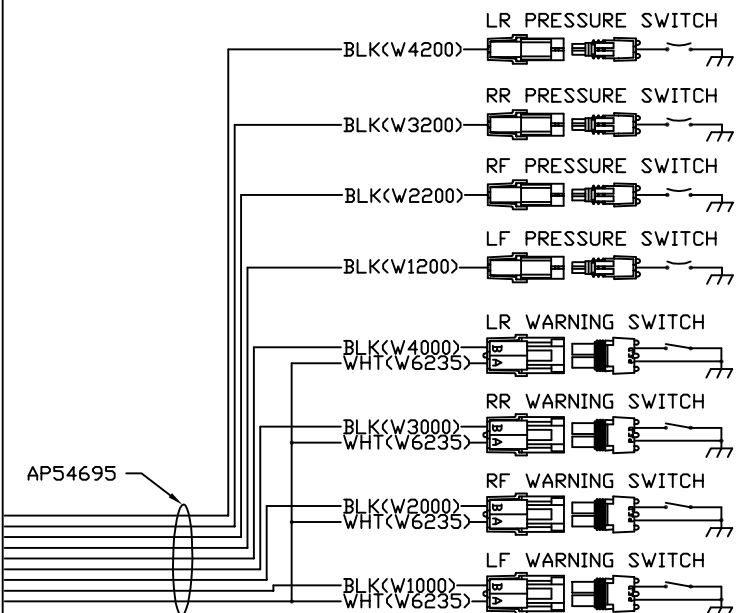 LR PRESSURE SWITCH
BLK(W4200)
RR PRESSURE SWITCH
BLK(W3200)
RF PRESSURE SWITCH
BLK(W2200)
LF PRESSURE SWITCH
BLK(W1200)
LR WARNING SWITCH
BLK(W4000)
B
WHT(W6235)
A
RR WARNING SWITCH
BLK(W3000)
B
WHT(W6235)
A
AP54695
RF WARNING SWITCH
BLK(W2000)
B
WHT(W6235)
A
LF WARNING SWITCH
BLK(W1000)
B
WHT(W6235)
A